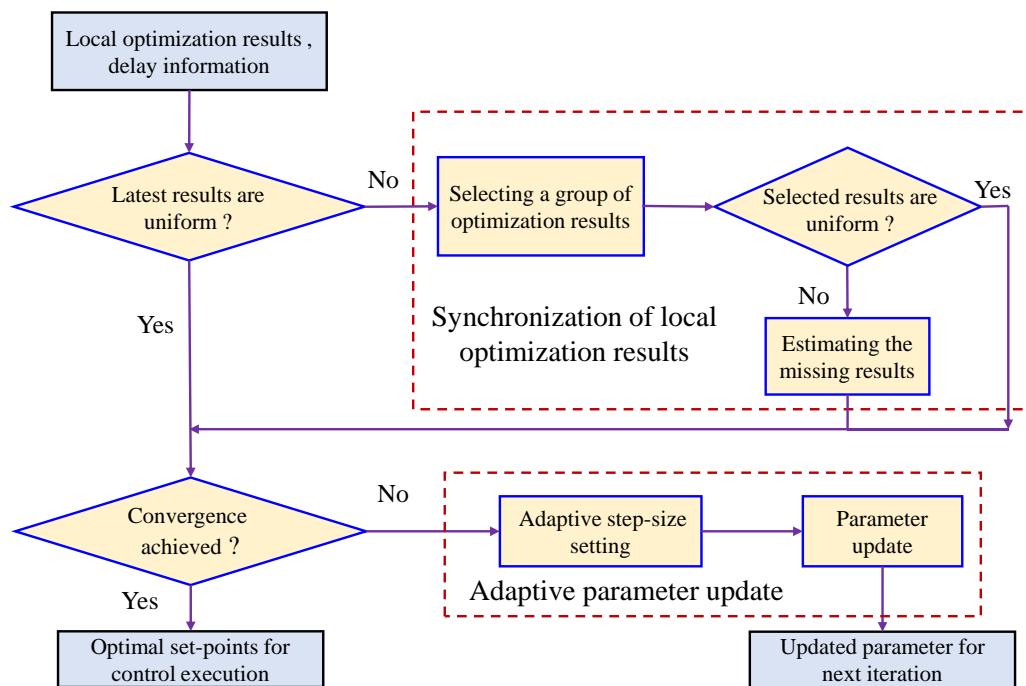 Local optimization results ,
delay information
Latest results are
uniform ?
No
Selecting a group of
optimization results
Selected results are
uniform ?
Yes
No
Yes
Synchronization of local
optimization results
Estimating the
missing results
Convergence
achieved ?
No
Adaptive step-size
setting
Parameter
update
Adaptive parameter update
Yes
Optimal set-points for
control execution
Updated parameter for
next iteration